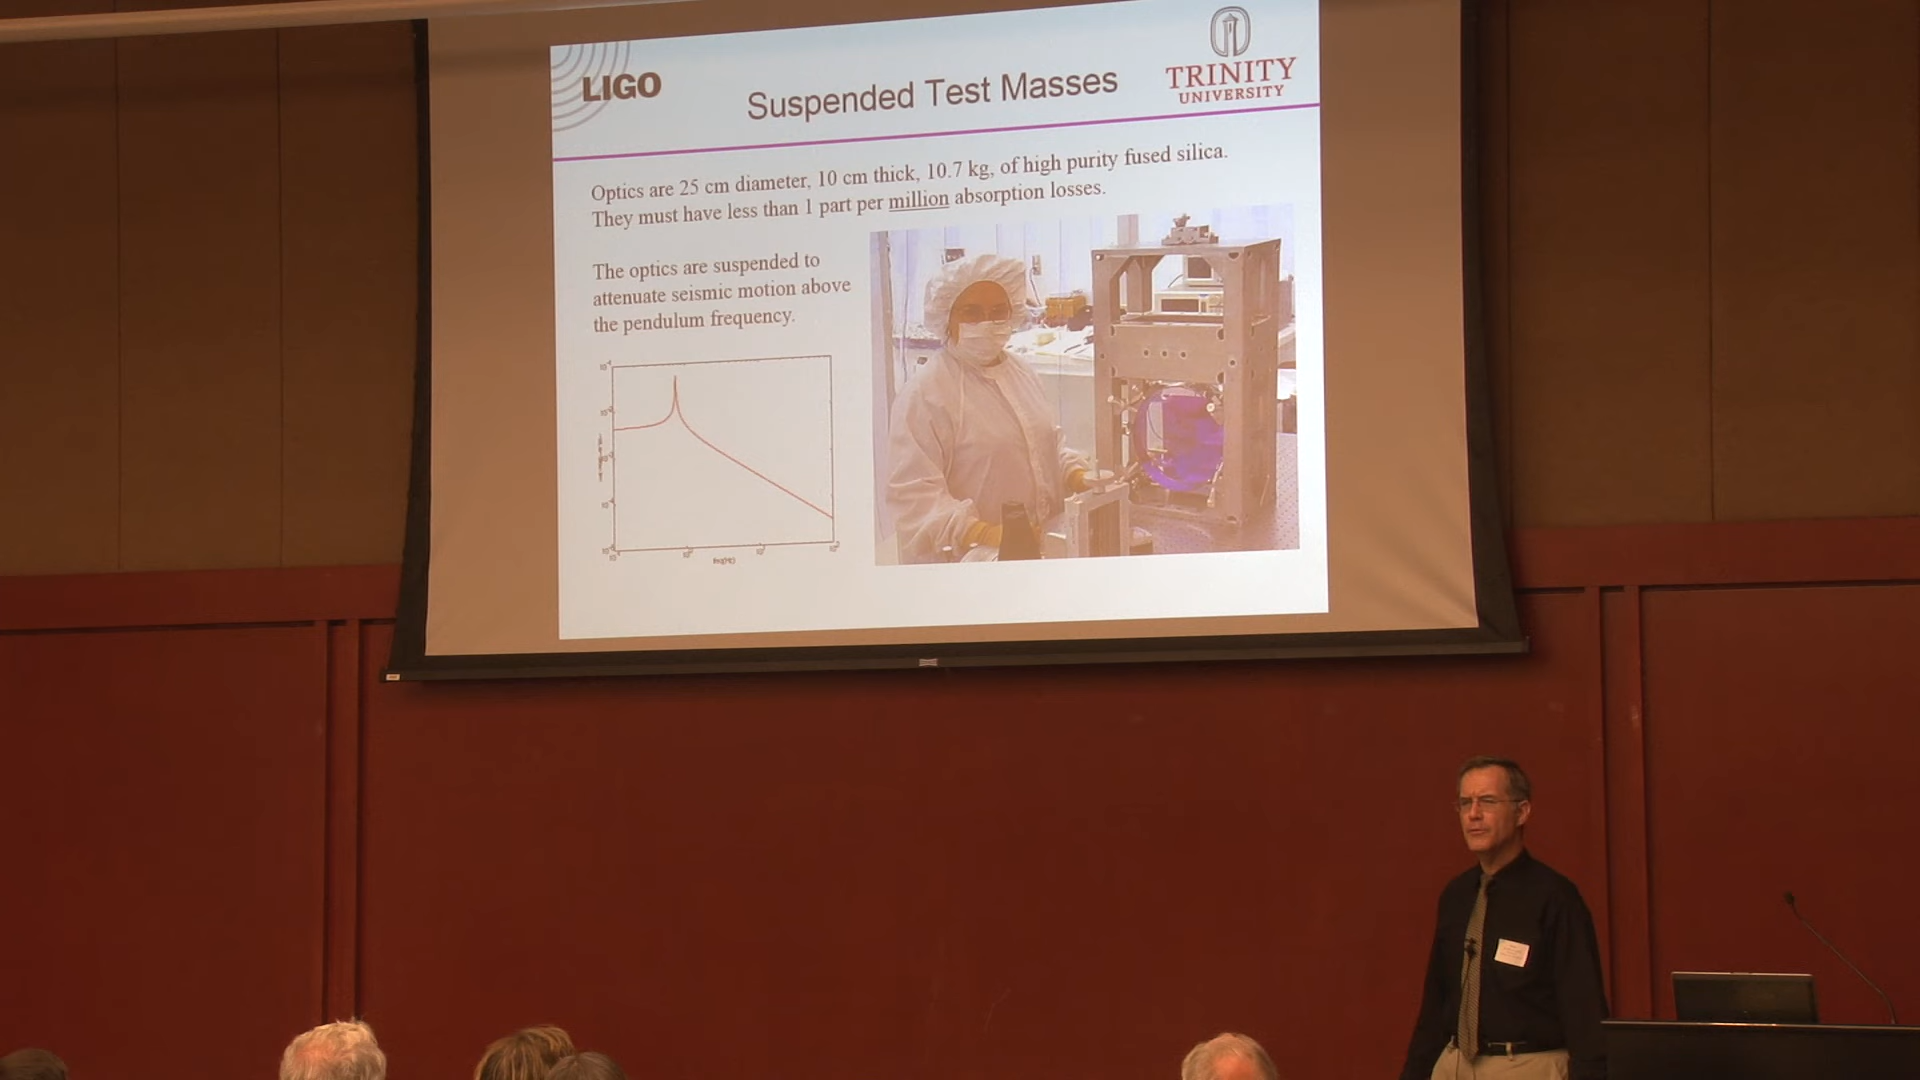 LIGO
Suspended Test Masses
TRINITY
UNIVERSITY
Optics are 25 cm diameter, 10 cm thick, 10.7 kg, of high purity fused silica.
They must have less than 1 part per million absorption losses.
The optics are suspended to
attenuate seismic motion above
the pendulum frequency.